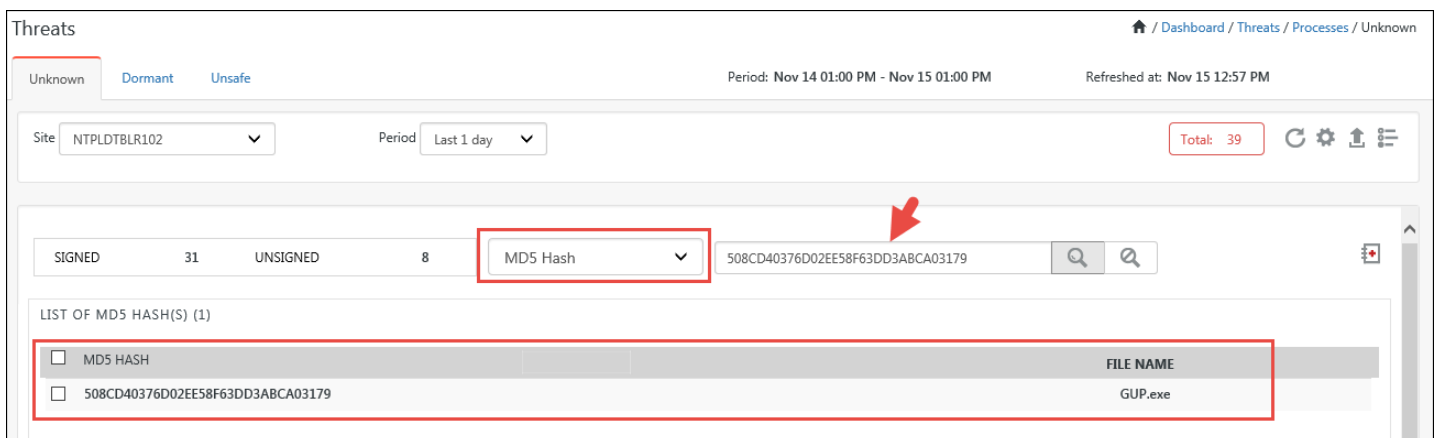 Threats
/ Dashboard / Threats / Processes / Unknown
Unknown Dormant Unsafe Period: Nov 14 01:00 PM - Nov 15 01:00 PM Refreshed at: Nov 15 12:57 PM
Site NTPLDTBLR102 Period Last 1 day Total: 39
SIGNED 31 UNSIGNED 8 MD5 Hash 508CD40376D02EE58F63DD3ABCA03179
LIST OF MD5 HASH(S) (1)
MD5 HASH FILE NAME
508CD40376D02EE58F63DD3ABCA03179 GUP.exe